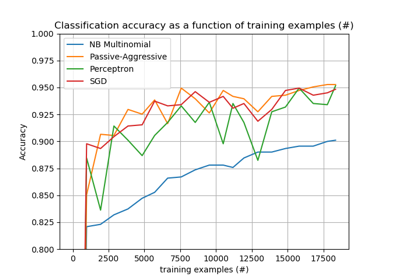 Classification accuracy as a function of training examples (#)
1.000
0.975
0.950
0.925
0.900
0.875
0.850
0.825
0.800
Accuracy
NB Multinomial
Passive-Aggressive
Perceptron
SGD
0 2500 5000 7500 10000 12500 15000 17500
training examples (#)